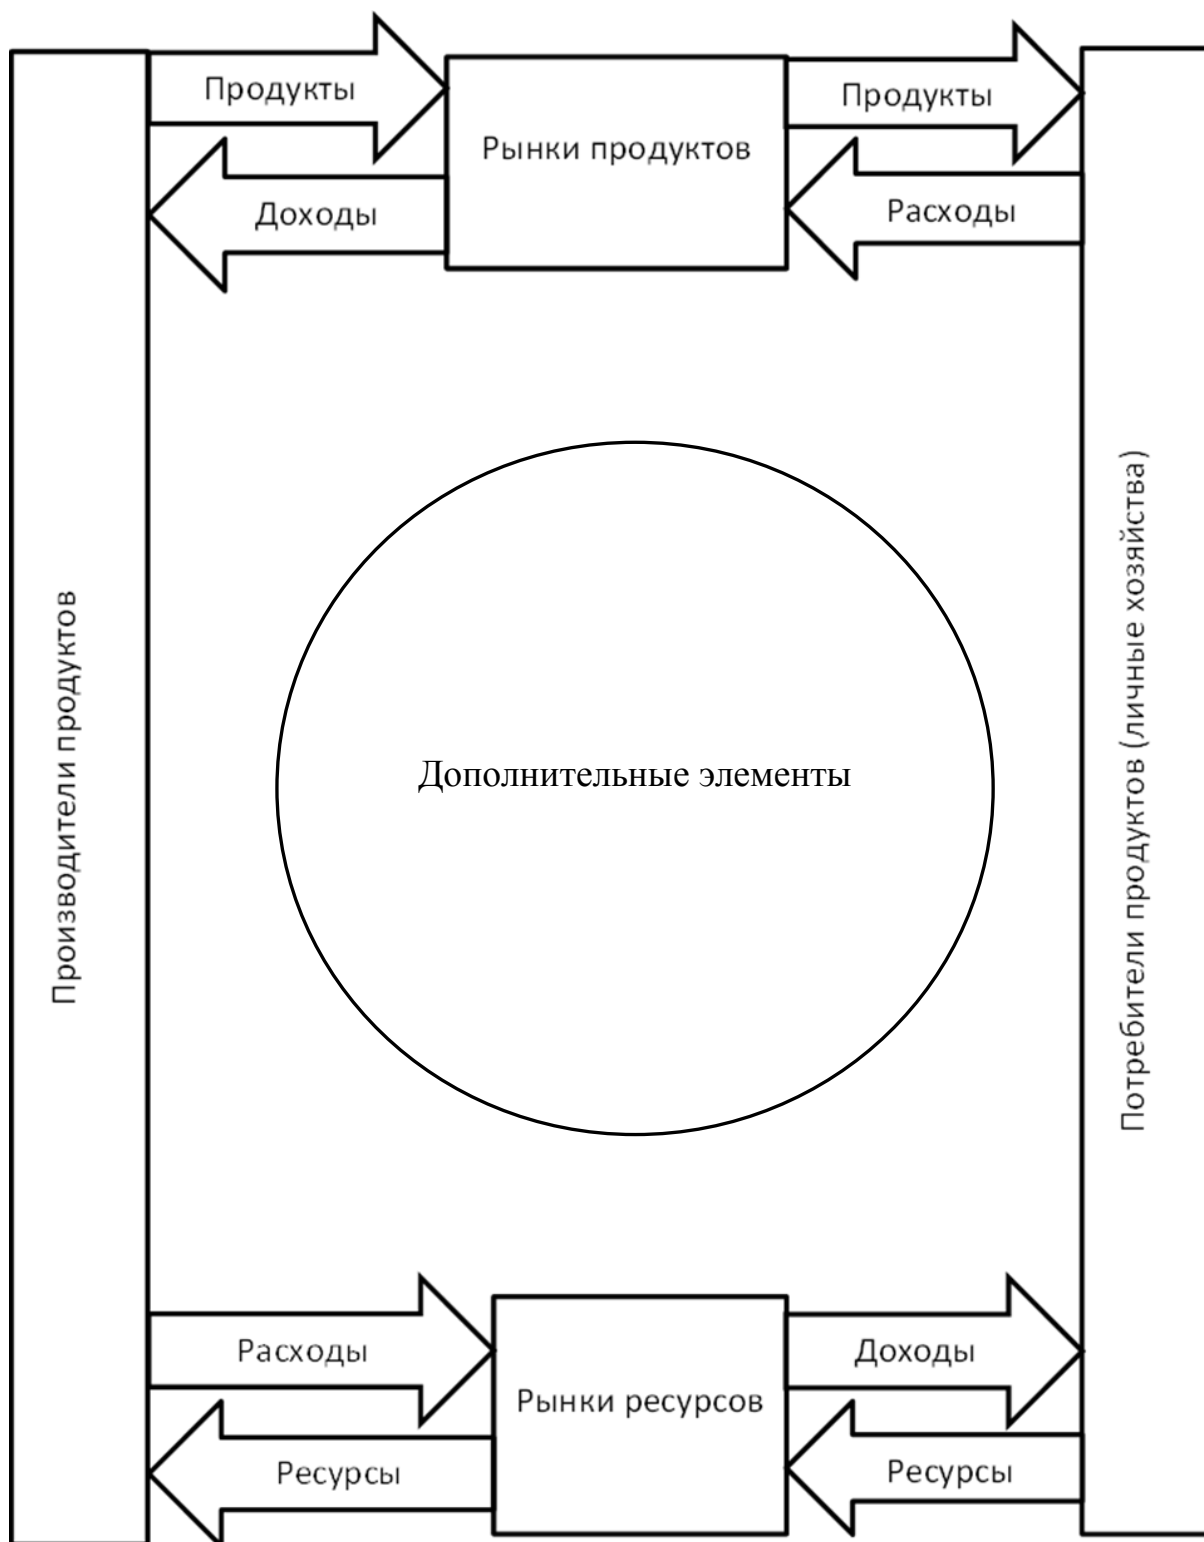 Продукты
Продукты
Рынки продуктов
Доходы
Расходы
Производители продуктов
Дополнительные элементы
Потребители продуктов (личные хозяйства)
Расходы
Доходы
Рынки ресурсов
Ресурсы
Ресурсы